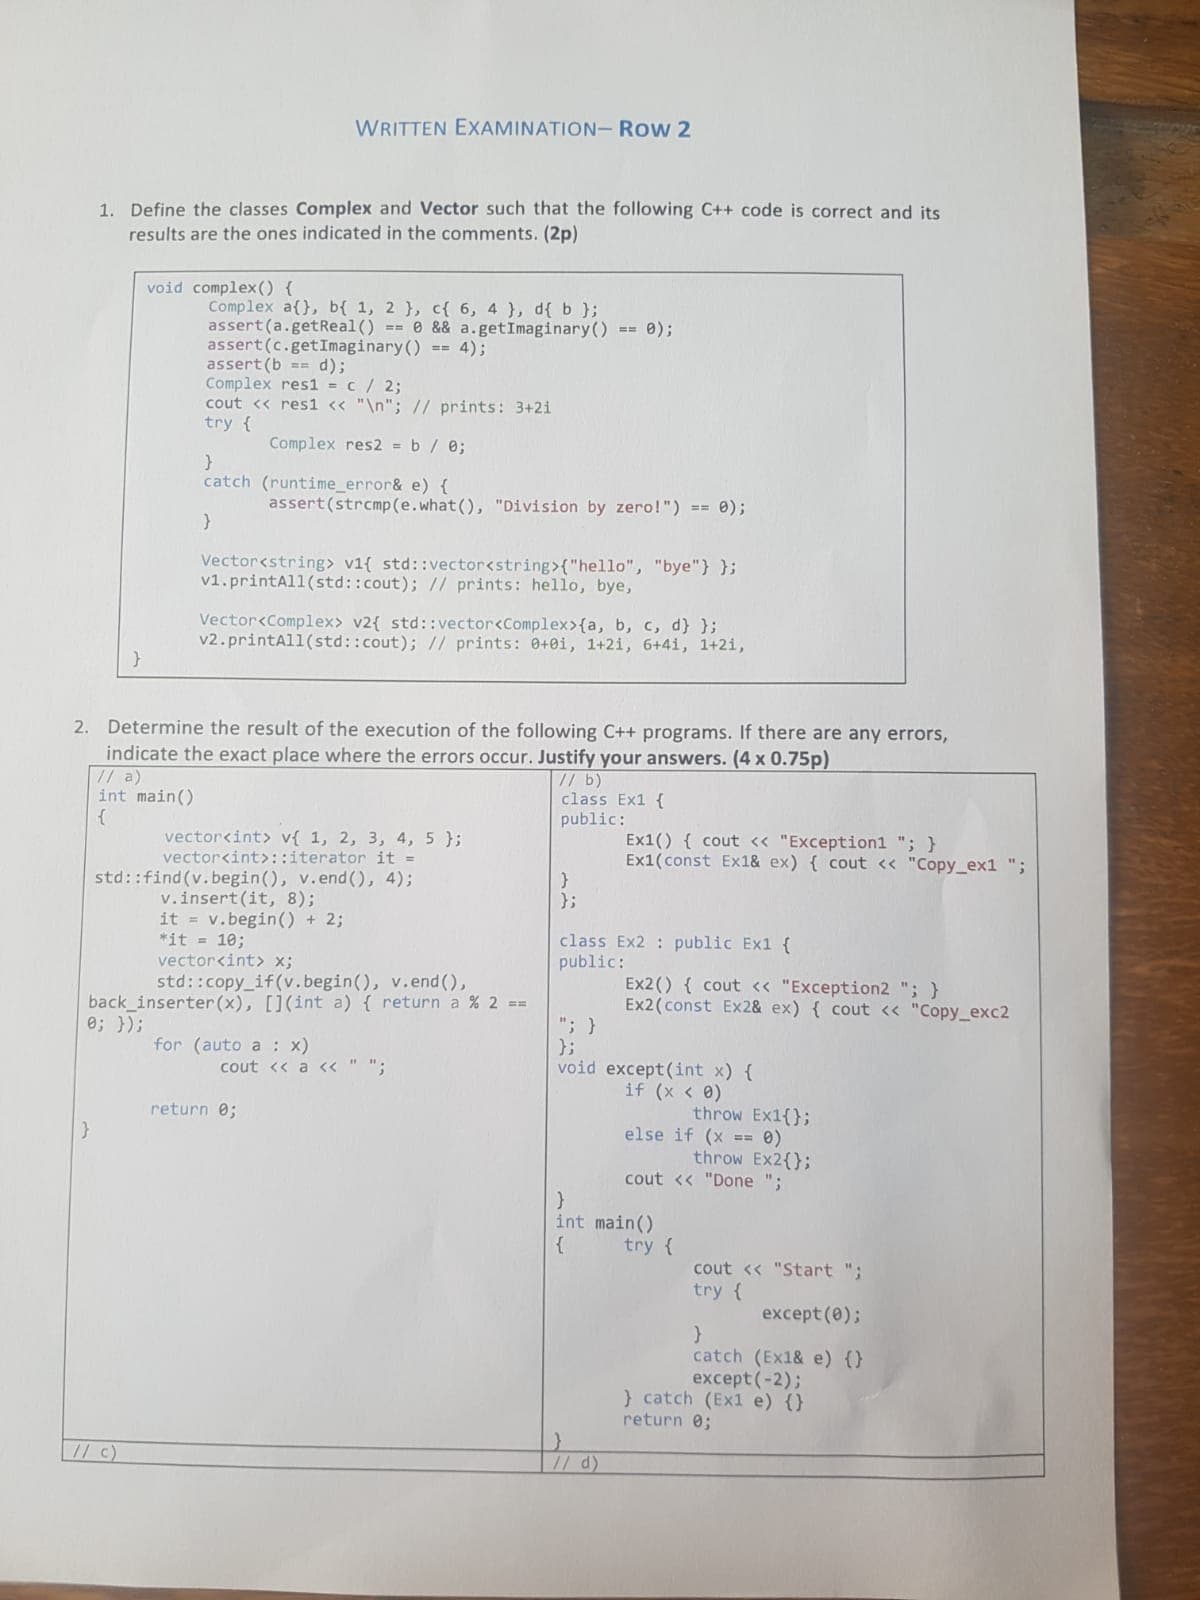 WRITTEN EXAMINATION– ROW 2
1. Define the classes Complex and Vector such that the following C++ code is correct and its
results are the ones indicated in the comments. (2p)
void complex() {
Complex a{}, b{ 1, 2 }, c{ 6, 4 }, d{ b };
assert(a.getReal() == 0 && a.getImaginary() == 0);
assert(c.getImaginary() == 4);
assert(b == d);
Complex res1 = c / 2;
cout << res1 << "\n"; // prints: 3+2i
try {
Complex res2 = b / 0;
}
catch (runtime_error& e) {
assert(strcmp(e.what(), "Division by zero!") == 0);
}
Vector<string> v1{ std::vector<string>{"hello", "bye"} };
v1.printAll(std::cout); // prints: hello, bye,
Vector<Complex> v2{ std::vector<Complex>{a, b, c, d} };
v2.printAll(std::cout); // prints: 0+0i, 1+2i, 6+4i, 1+2i,
}
2. Determine the result of the execution of the following C++ programs. If there are any errors,
indicate the exact place where the errors occur. Justify your answers. (4 x 0.75p)
// a)
int main()
{
vector<int> v{ 1, 2, 3, 4, 5 };
vector<int>::iterator it =
std::find(v.begin(), v.end(), 4);
v.insert(it, 8);
it = v.begin() + 2;
*it = 10;
vector<int> x;
std::copy_if(v.begin(), v.end(),
back_inserter(x), [](int a) { return a % 2 ==
0; });
for (auto a : x)
cout << a << " ";
return 0;
}
// b)
class Ex1 {
public:
Ex1() { cout << "Exception1 "; }
Ex1(const Ex1& ex) { cout << "Copy_ex1 ";
}
};
class Ex2 : public Ex1 {
public:
Ex2() { cout << "Exception2 "; }
Ex2(const Ex2& ex) { cout << "Copy_exc2
"; }
};
void except(int x) {
if (x < 0)
throw Ex1{};
else if (x == 0)
throw Ex2{};
cout << "Done ";
}
int main()
{ try {
cout << "Start ";
try {
except(0);
}
catch (Ex1& e) {}
except(-2);
} catch (Ex1 e) {}
return 0;
}
// c)
// d)